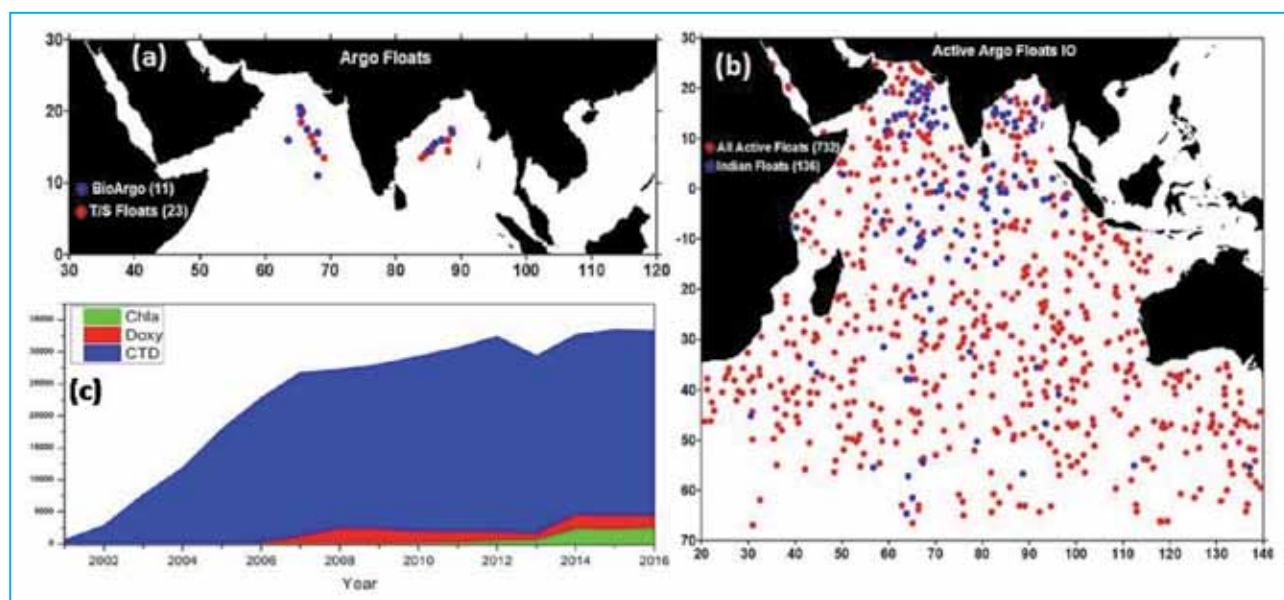 (a)
Argo Floats
BioArgo (11)
T/S Floats (23)
30
20
10
0
30 40 50 60 70 80 90 100 110 120
(b)
Active Argo Floats IO
All Active Floats (732)
Indian Floats (136)
30
20
10
0
-10
20
30
40
50
60
70
20 30 40 50 60 70 80 90 100 110 120 130 140
(c)
Chla
Doxy
CTD
35000
30000
25000
20000
15000
10000
5000
0
2002 2004 2006 2008 2010 2012 2014 2016
Year